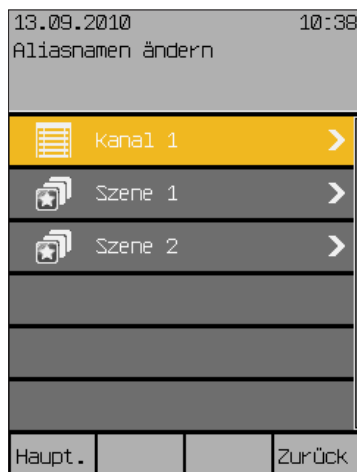 13.09.2010 10:38
Aliasnamen ändern
Kanal 1
Szene 1
Szene 2
Haupt. Zurück